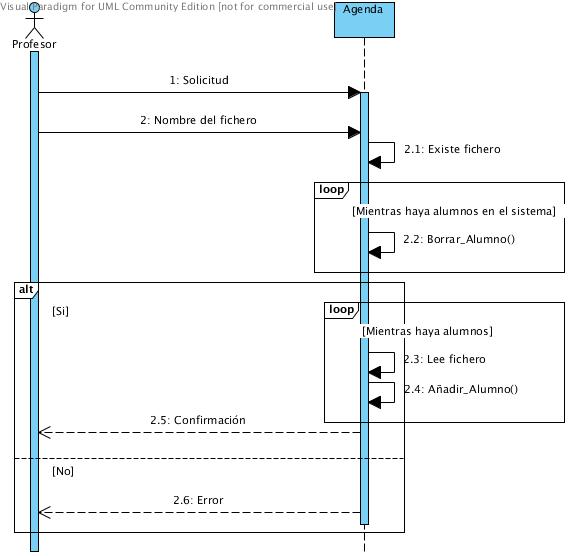 Visual Paradigm for UML Community Edition [not for commercial use]
Agenda
Profesor
1: Solicitud
2: Nombre del fichero
2.1: Existe fichero
loop
[Mientras haya alumnos en el sistema]
2.2: Borrar_Alumno()
alt
[Si]
loop
[Mientras haya alumnos]
2.3: Lee fichero
2.4: Añadir_Alumno()
2.5: Confirmación
[No]
2.6: Error